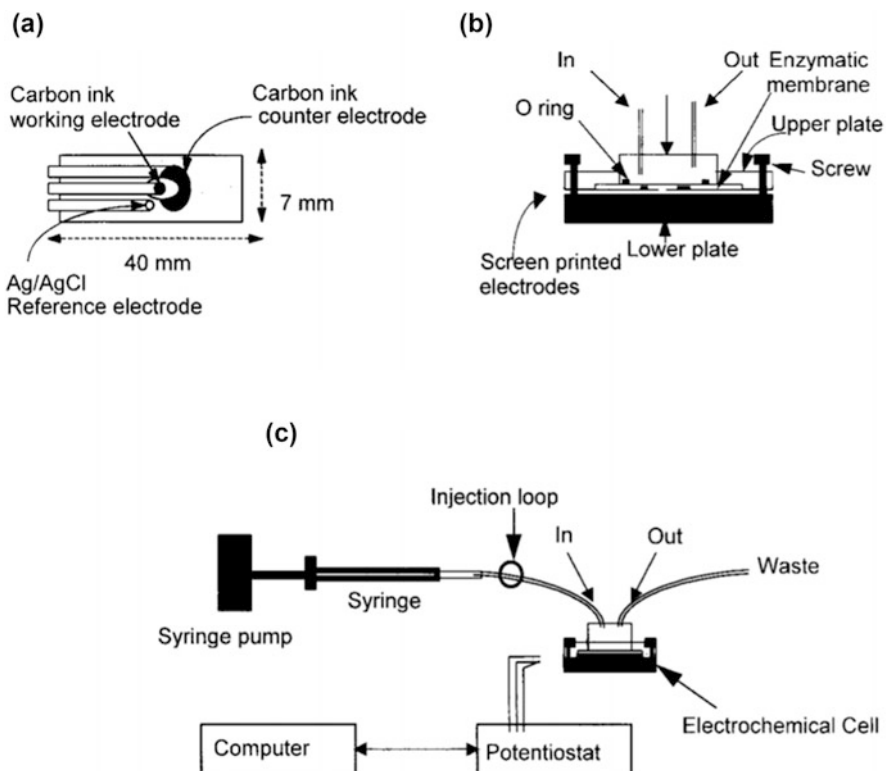 (a)
Carbon ink
working electrode
Carbon ink
counter electrode
7 mm
40 mm
Ag/AgCl
Reference electrode
(b)
In
Out
Enzymatic
membrane
O ring
Upper plate
Screw
Lower plate
Screen printed
electrodes
(c)
Injection loop
In
Out
Waste
Syringe
Syringe pump
Electrochemical Cell
Computer
Potentiostat